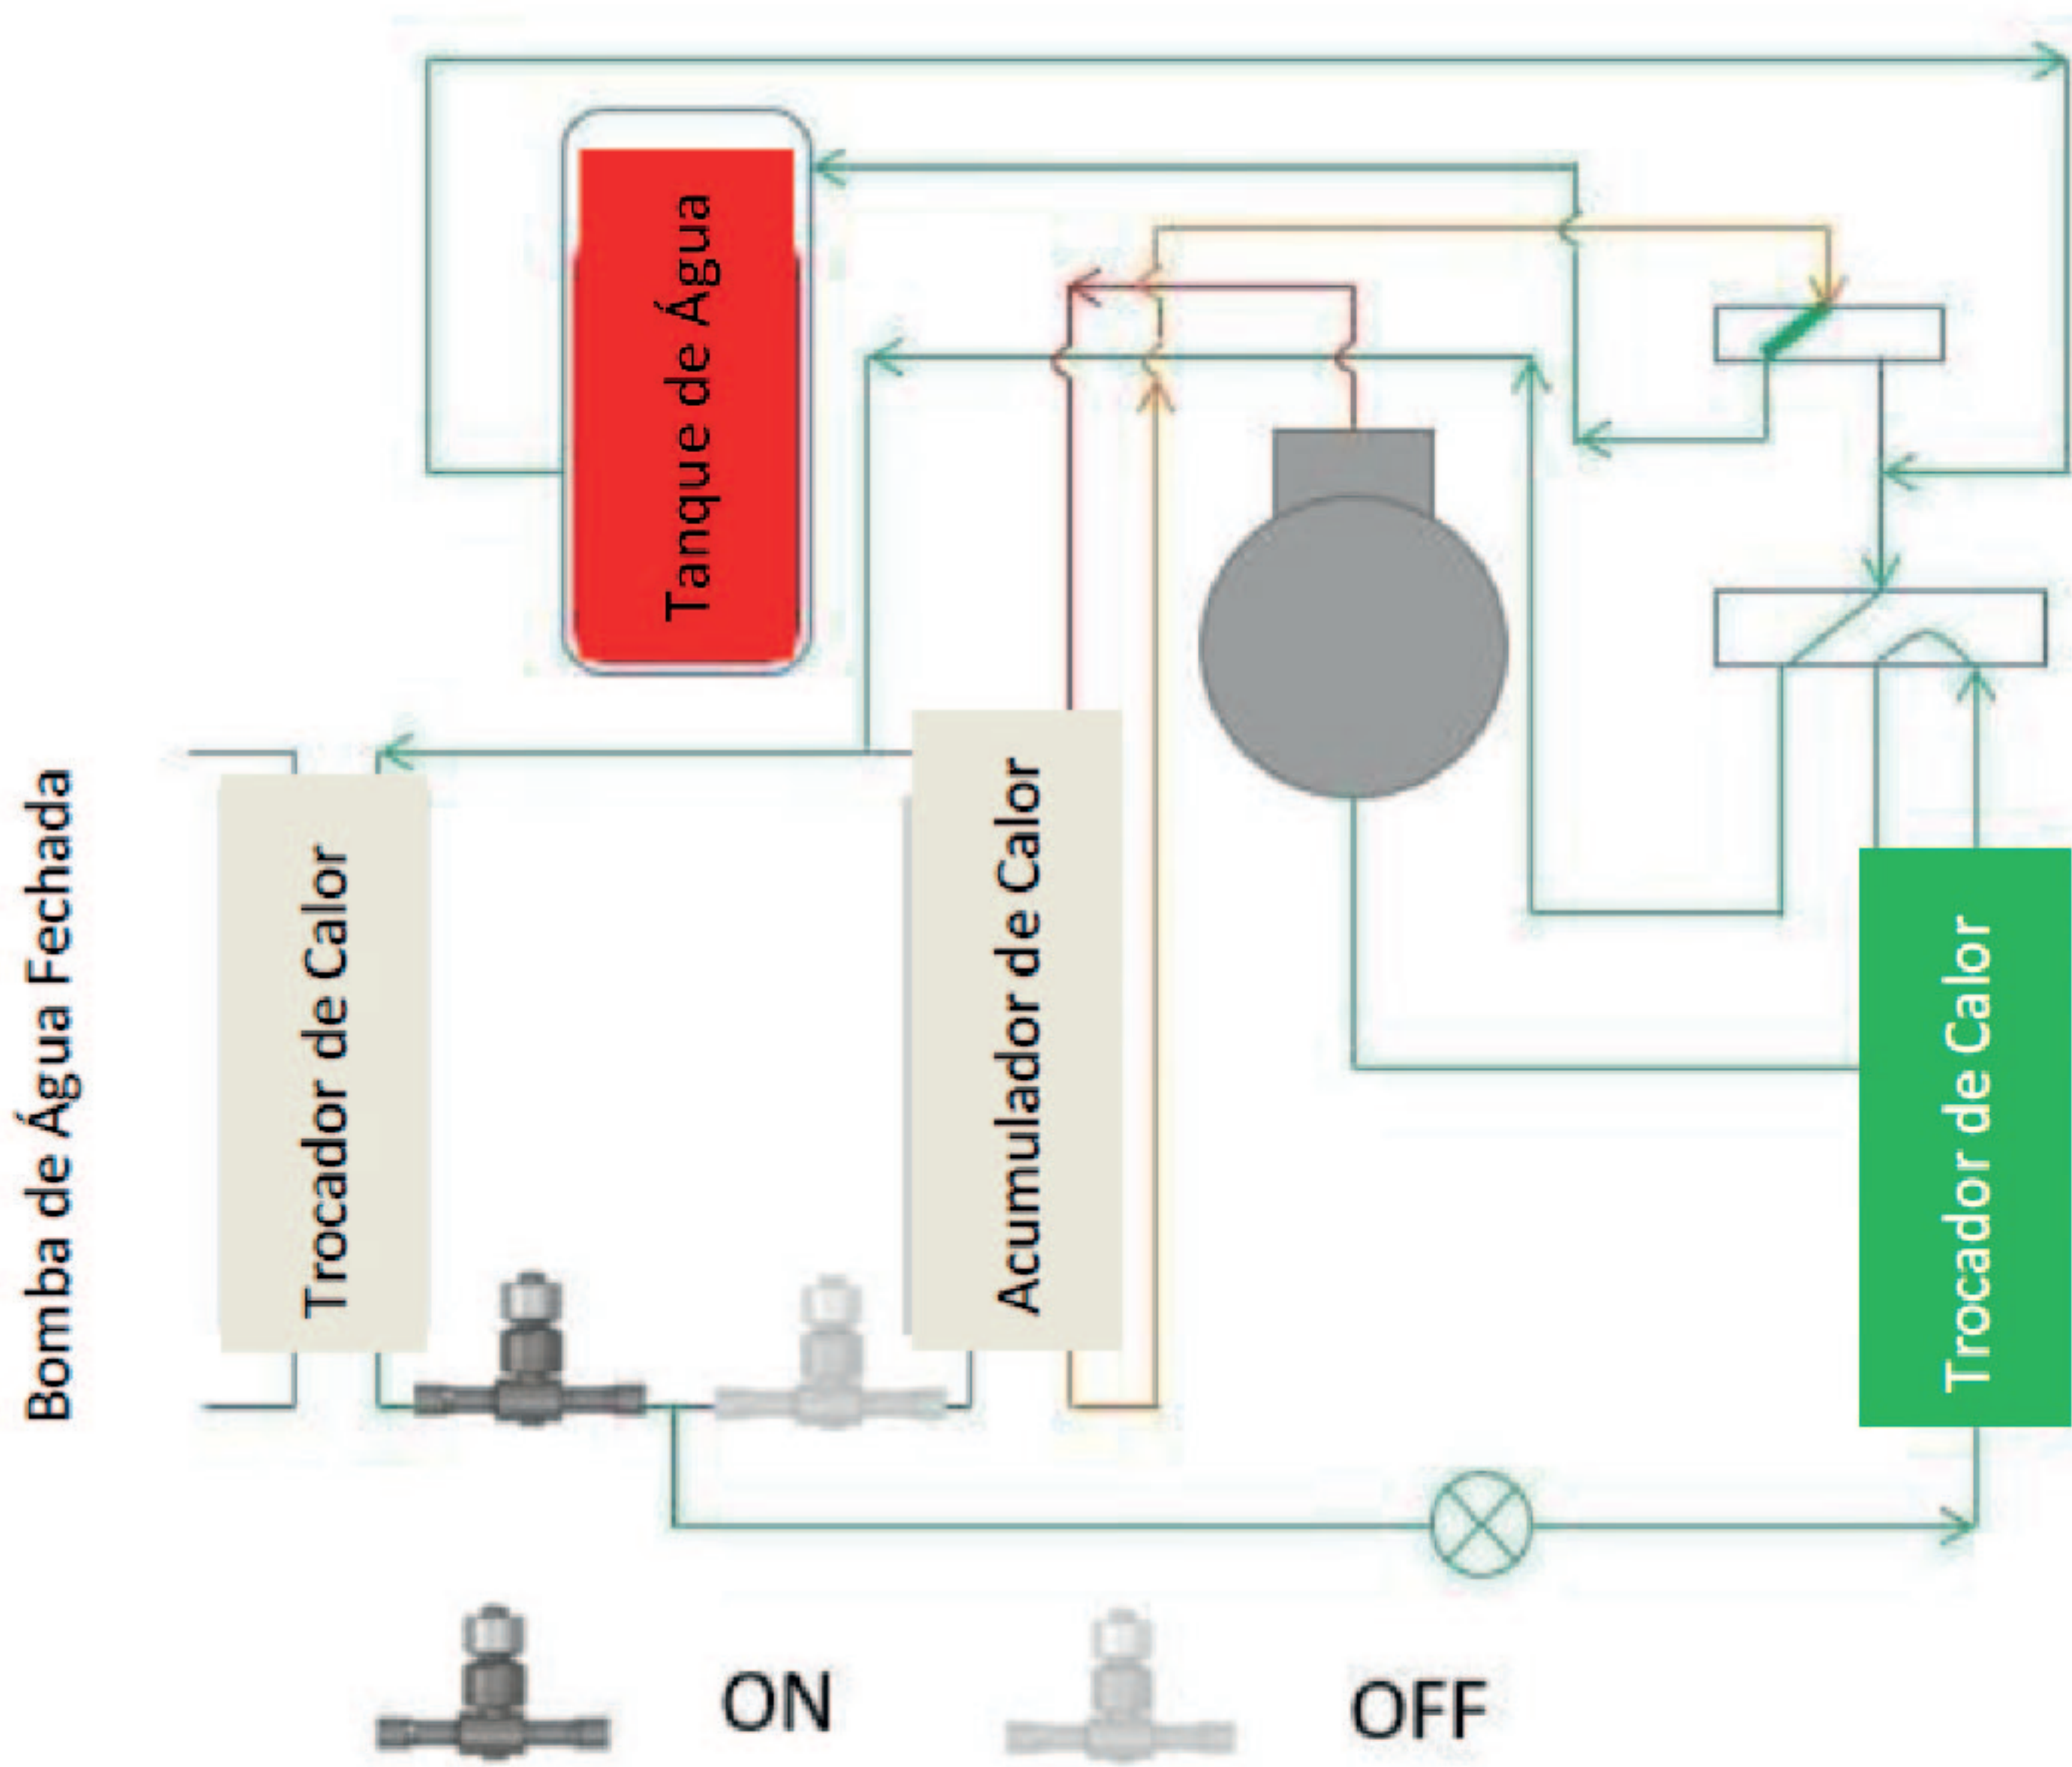 Tanque de Água
Bomba de Água Fechada
Trocador de Calor
Acumulador de Calor
Trocador de Calor
ON
OFF